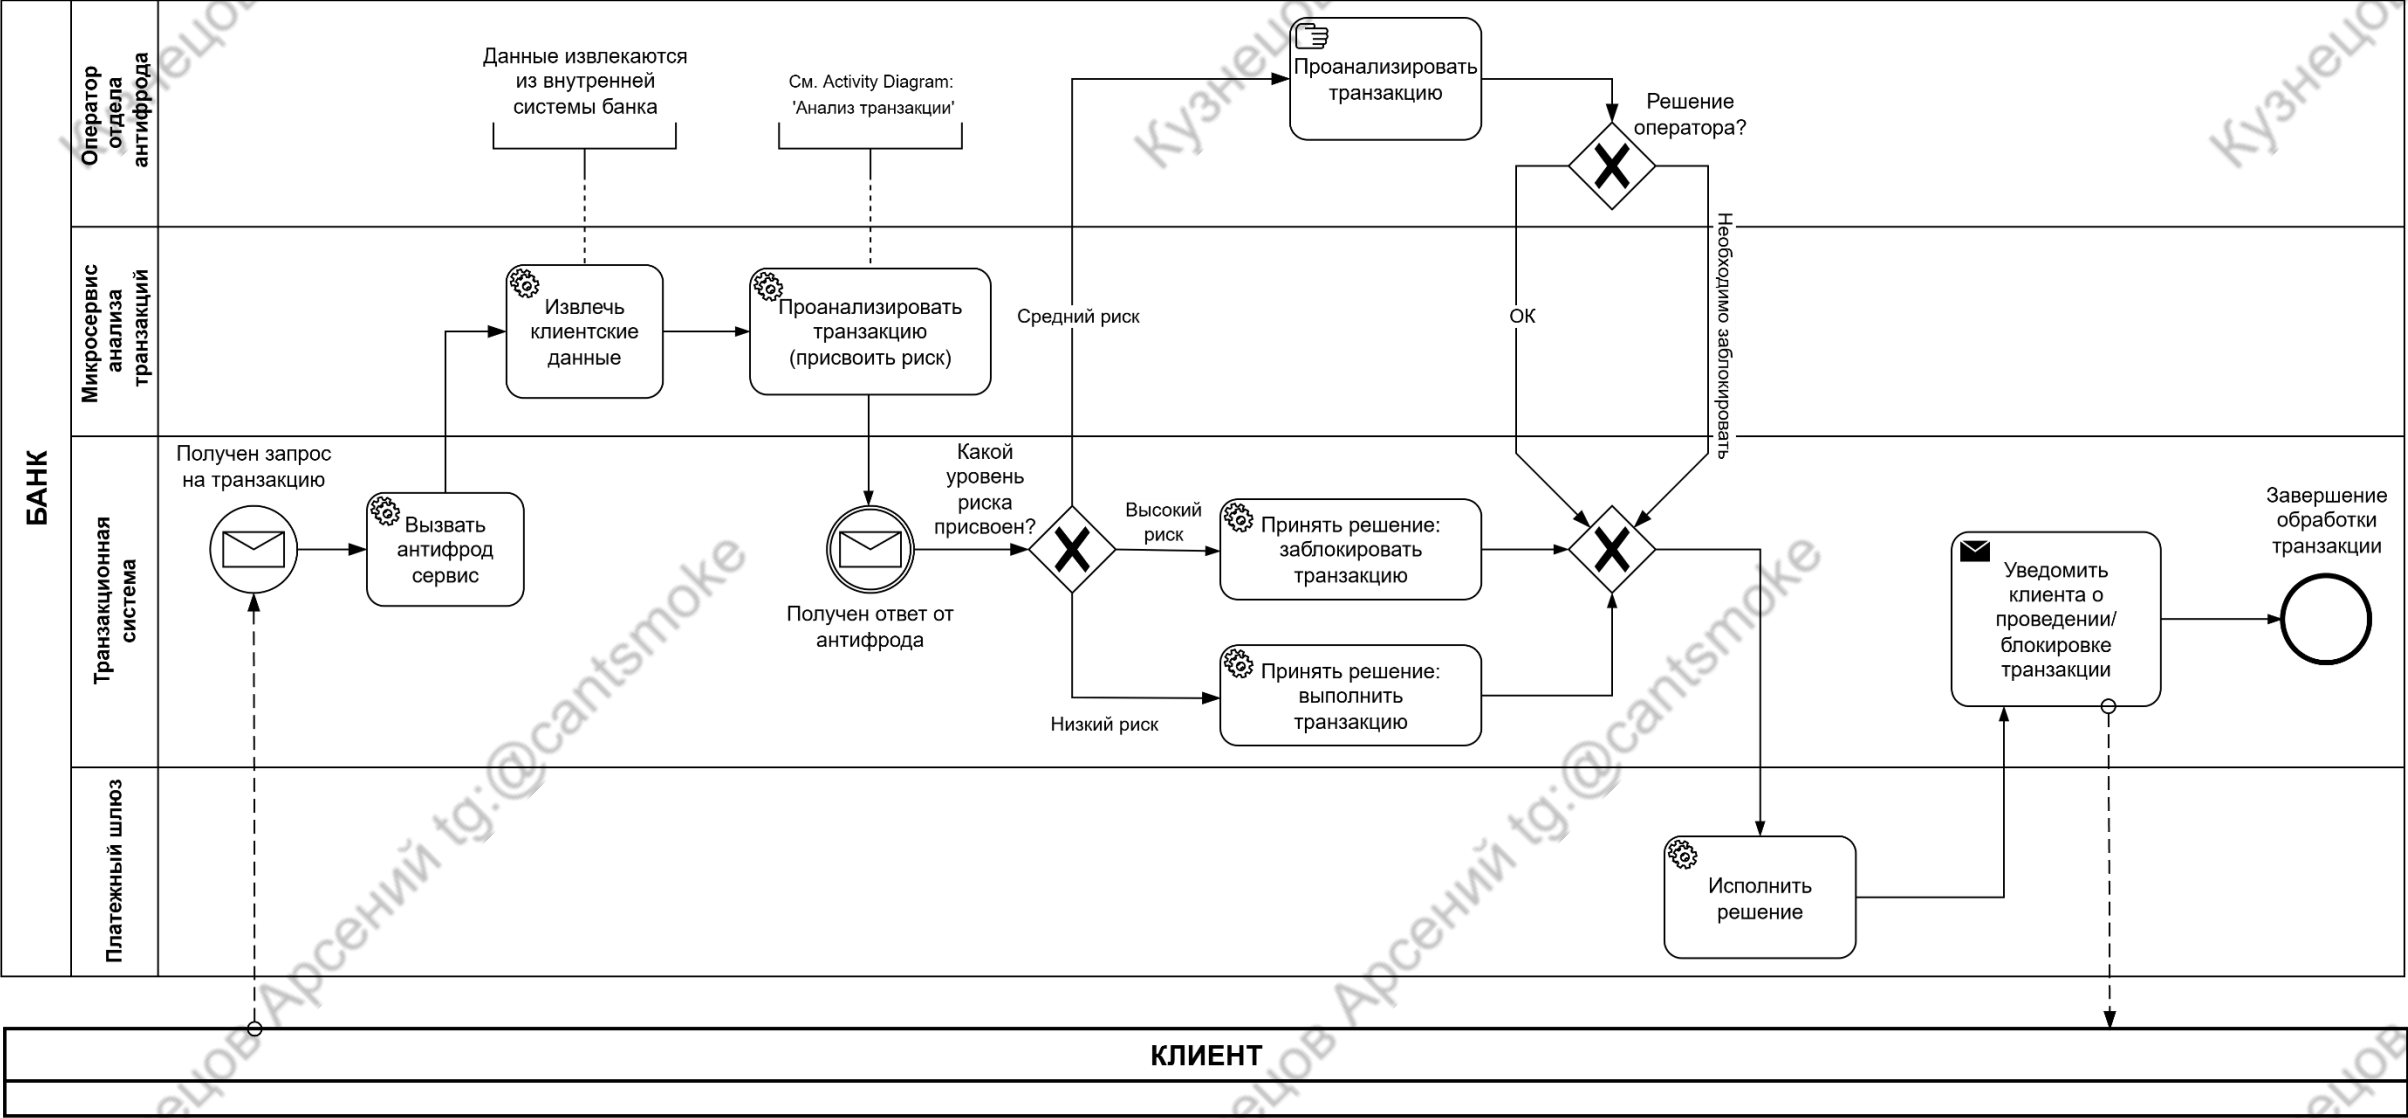 БАНК
Оператор
отдела
антифрода
Микросервис
анализа
транзакций
Транзакционная
система
Платежный шлюз
Данные извлекаются
из внутренней
системы банка
См. Activity Diagram:
'Анализ транзакции'
Проанализировать
транзакцию
Решение
оператора?
Извлечь
клиентские
данные
Проанализировать
транзакцию
(присвоить риск)
Средний риск
ОК
Необходимо заблокировать
Получен запрос
на транзакцию
Вызвать
антифрод
сервис
Получен ответ от
антифрода
Какой
уровень
риска
присвоен?
Высокий
риск
Низкий риск
Принять решение:
заблокировать
транзакцию
Принять решение:
выполнить
транзакцию
Уведомить
клиента о
проведении/
блокировке
транзакции
Завершение
обработки
транзакции
Исполнить
решение
КЛИЕНТ
Кузнецов
Кузнецов
Кузнецов
Кузнецов Арсений tg:@cantsmoke
Кузнецов Арсений tg:@cantsmoke